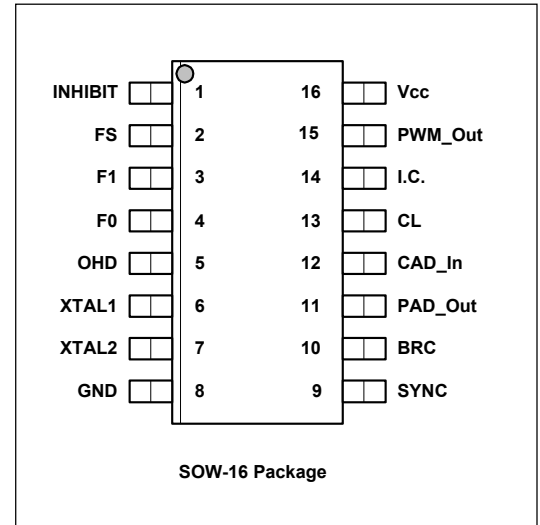 INHIBIT 1 16 Vcc
FS 2 15 PWM_Out
F1 3 14 I.C.
F0 4 13 CL
OHD 5 12 CAD_In
XTAL1 6 11 PAD_Out
XTAL2 7 10 BRC
GND 8 9 SYNC
SOW-16 Package